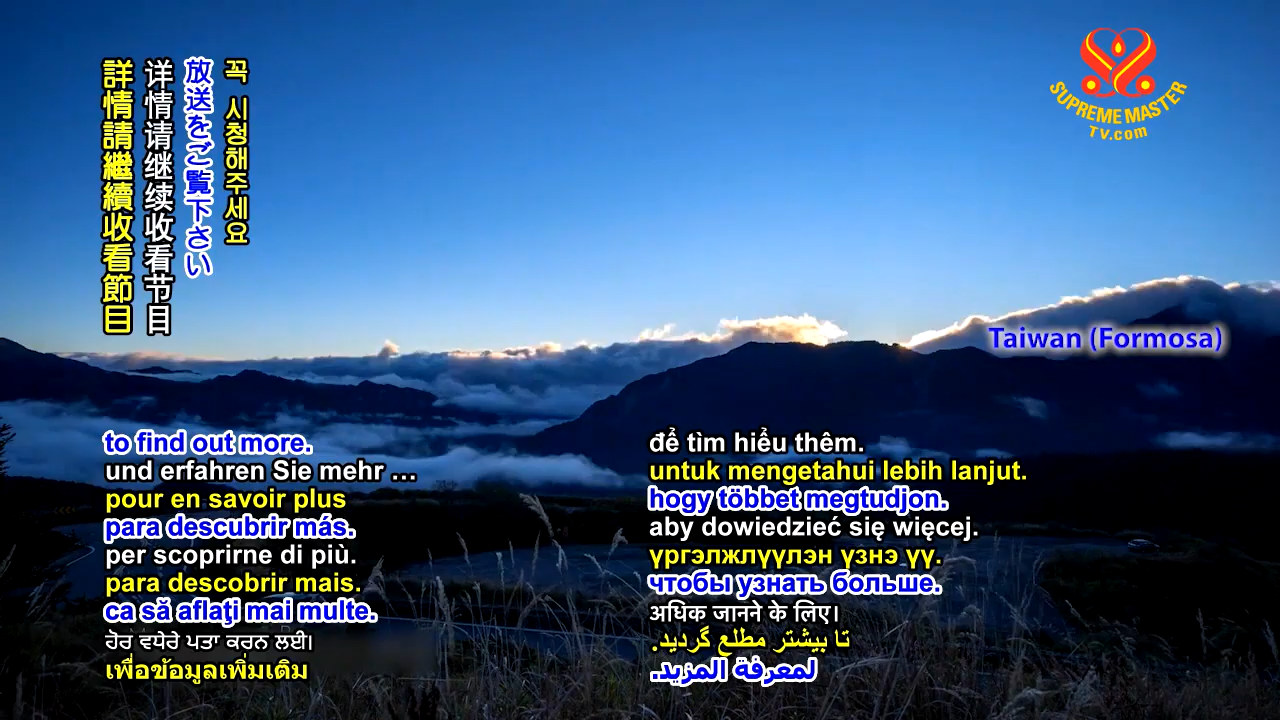 詳情請繼續收看節目
详情请继续收看节目
放送をご覧下さい
꼭 시청해주세요
SUPREME MASTER
TV.com
Taiwan (Formosa)
to find out more.
und erfahren Sie mehr ...
pour en savoir plus
para descubrir más.
per scoprirne di più.
para descobrir mais.
ca să aflaţi mai multe.
ਹੋਰ ਵਧੇਰੇ ਪਤਾ ਕਰਨ ਲਈ।
เพื่อข้อมูลเพิ่มเติม
để tìm hiểu thêm.
untuk mengetahui lebih lanjut.
hogy többet megtudjon.
aby dowiedzieć się więcej.
үргэлжлүүлэн үзнэ үү.
чтобы узнать больше.
अधिक जानने के लिए।
تا بیشتر مطلع گردید.
لمعرفة المزيد.